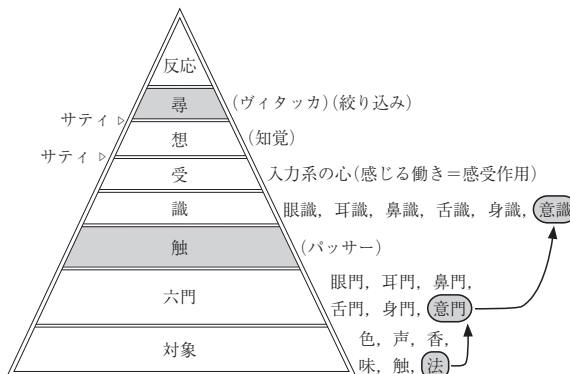 反応
尋 (ヴィタッカ)(絞り込み)
サティ▷
想 (知覚)
サティ▷
受 入力系の心(感じる働き＝感受作用)
識 眼識，耳識，鼻識，舌識，身識，意識
触 (パッサー)
六門 眼門，耳門，鼻門，
舌門，身門，意門
対象 色，声，香，
味，触，法